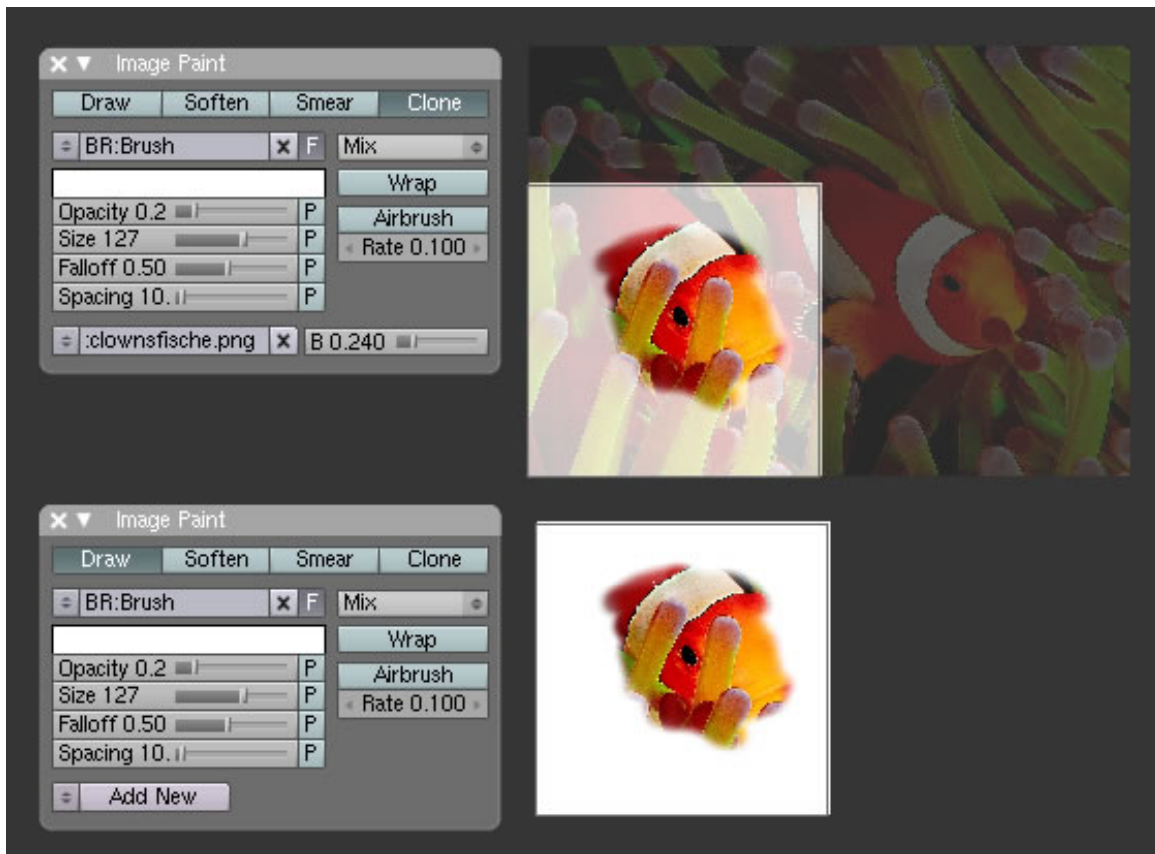 Image Paint
Draw Soften Smear Clone
BR:Brush F Mix
Wrap
Opacity 0.2 P Airbrush
Size 127 P Rate 0.100
Falloff 0.50 P
Spacing 10. P
:clownsfische.png B 0.240
Image Paint
Draw Soften Smear Clone
BR:Brush F Mix
Wrap
Opacity 0.2 P Airbrush
Size 127 P Rate 0.100
Falloff 0.50 P
Spacing 10. P
Add New